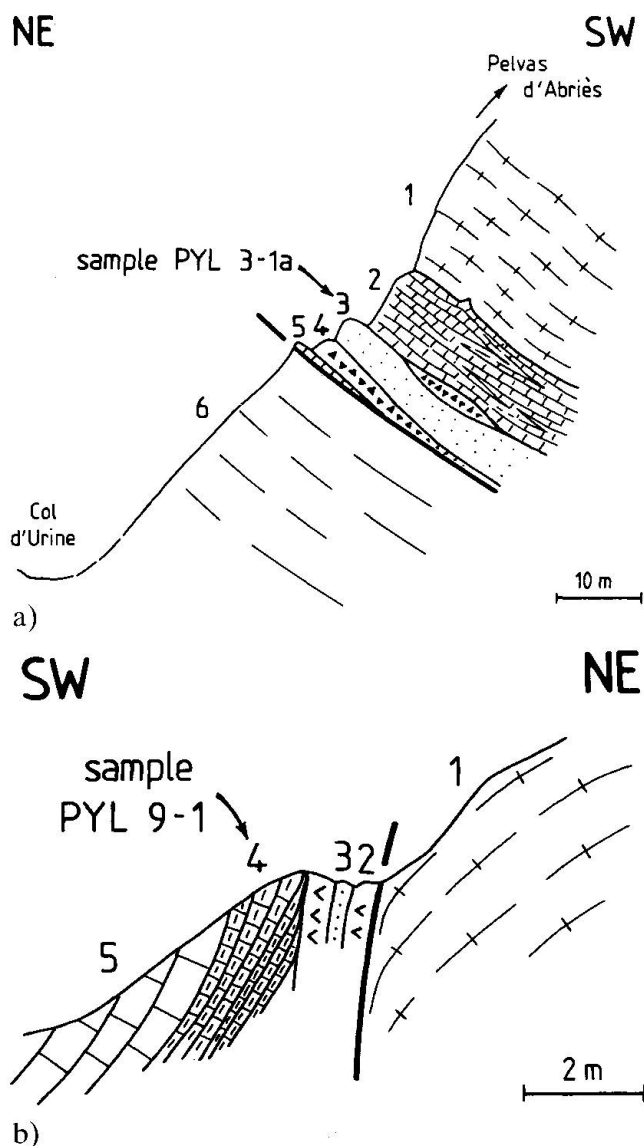 NE
SW
Pelvas
d'Abriès
1
sample PYL 3-1a
2
3
5 4
6
Col
d'Urine
10 m
a)
SW
NE
sample
PYL 9-1
1
4
3 2
5
2 m
b)